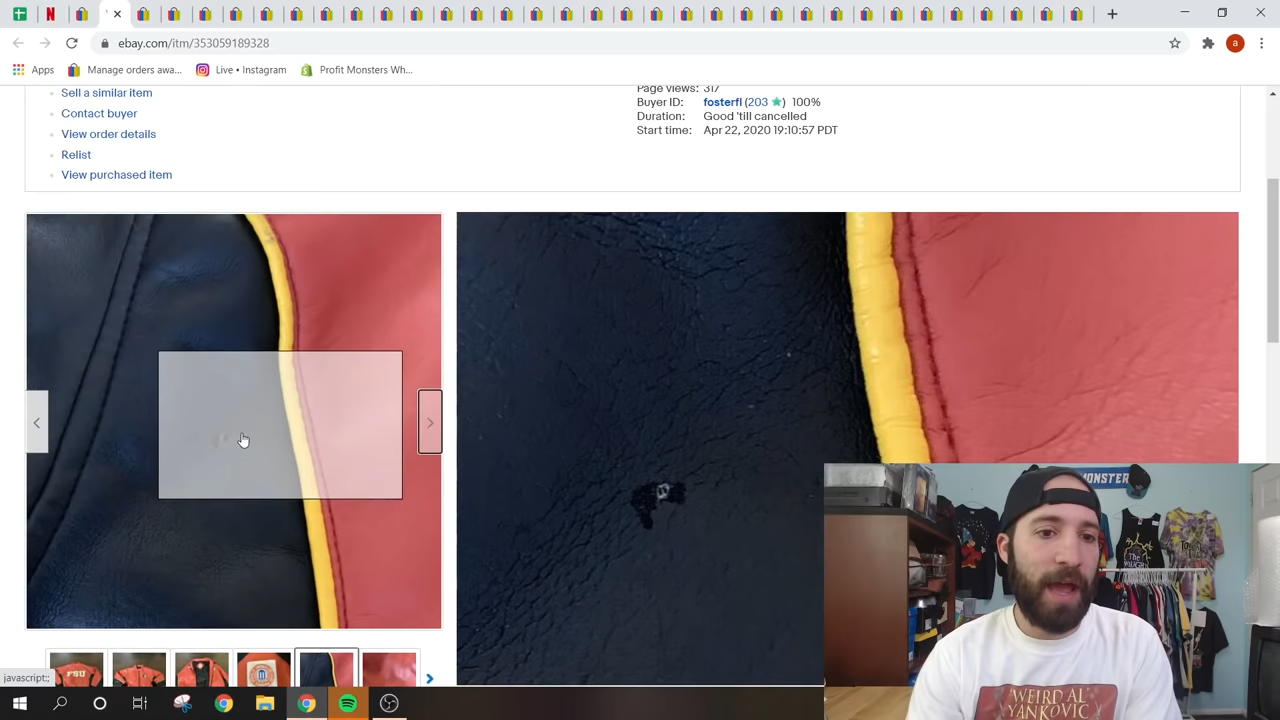 ebay.com/itm/353059189328
a
Apps
Manage orders awa...
Live • Instagram
Profit Monsters Wh...
Sell a similar item
Contact buyer
View order details
Relist
View purchased item
Page views: 317
Buyer ID: fosterfl (203 ) 100%
Duration: Good 'till cancelled
Start time: Apr 22, 2020 19:10:57 PDT
FSU
javascript:;
MONSTER
WEIRD AL
YANKOVIC